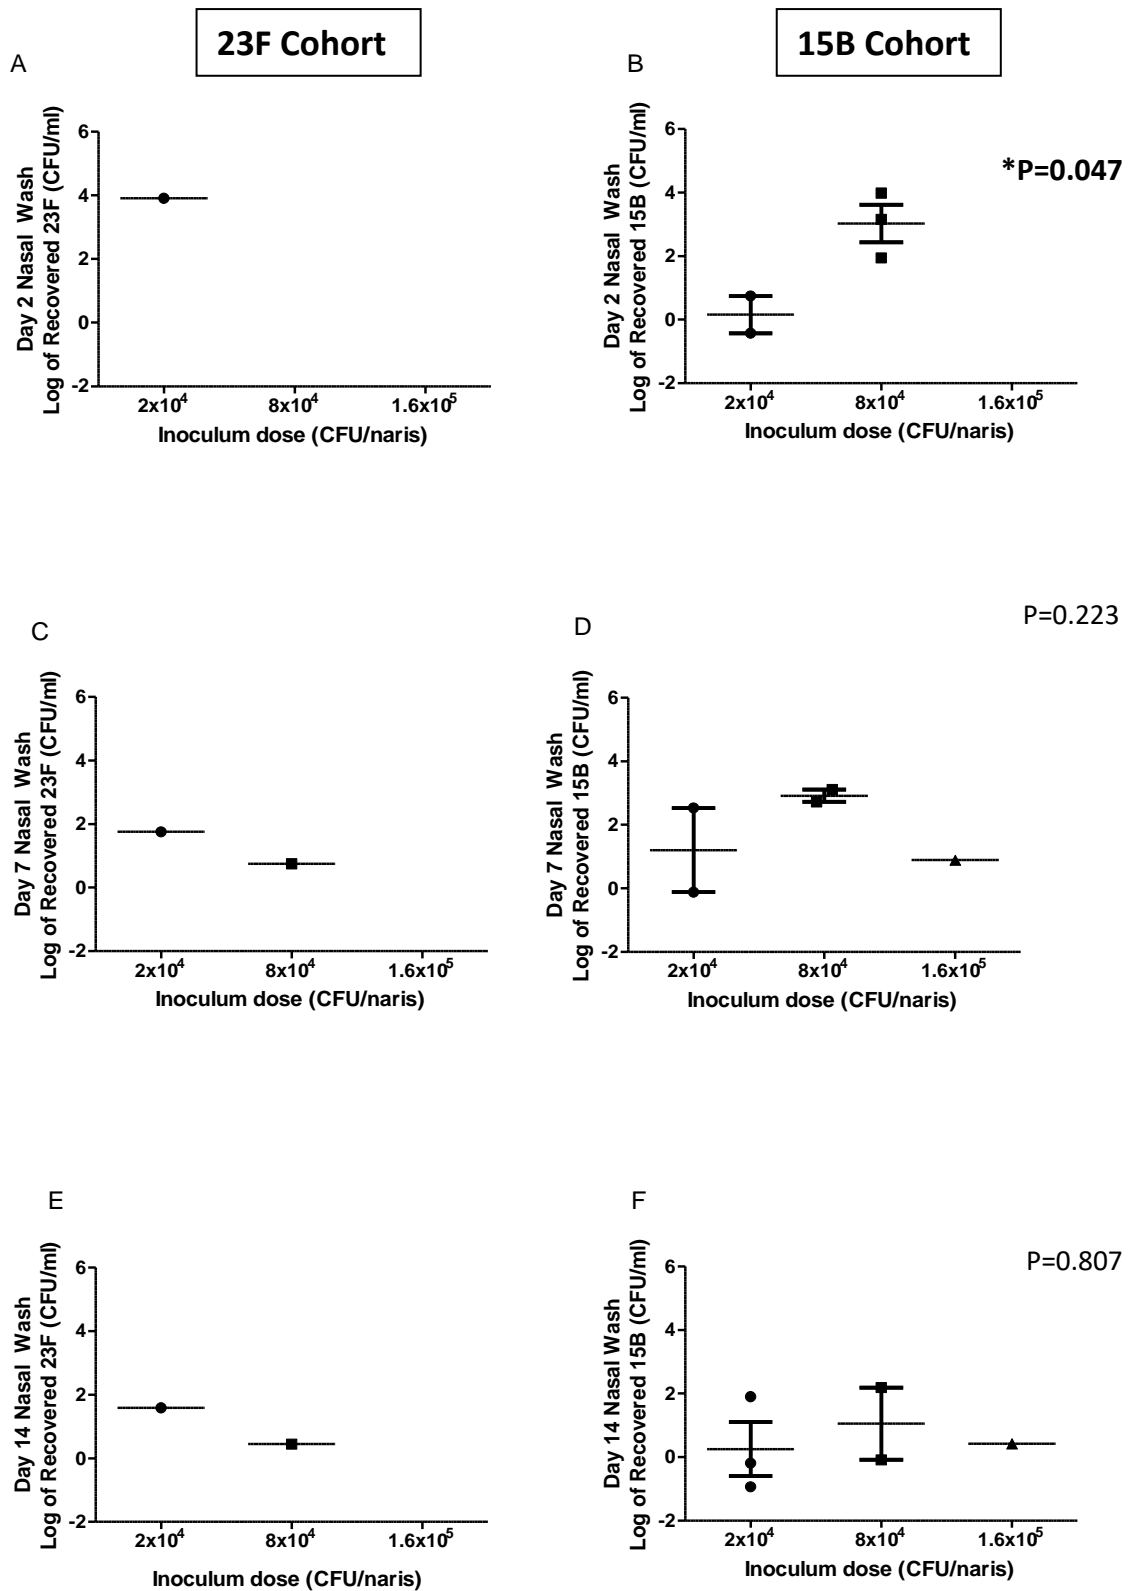 23F Cohort
15B Cohort
A
Day 2 Nasal Wash
Log of Recovered 23F (CFU/ml)
6
4
2
0
-2
2x10⁴
8x10⁴
1.6x10⁵
Inoculum dose (CFU/naris)
B
*P=0.047
Day 2 Nasal Wash
Log of Recovered 15B (CFU/ml)
6
4
2
0
-2
2x10⁴
8x10⁴
1.6x10⁵
Inoculum dose (CFU/naris)
C
Day 7 Nasal Wash
Log of Recovered 23F (CFU/ml)
6
4
2
0
-2
2x10⁴
8x10⁴
1.6x10⁵
Inoculum dose (CFU/naris)
D
P=0.223
Day 7 Nasal Wash
Log of Recovered 15B (CFU/ml)
6
4
2
0
-2
2x10⁴
8x10⁴
1.6x10⁵
Inoculum dose (CFU/naris)
E
Day 14 Nasal Wash
Log of Recovered 23F (CFU/ml)
6
4
2
0
-2
2x10⁴
8x10⁴
1.6x10⁵
Inoculum dose (CFU/naris)
F
P=0.807
Day 14 Nasal Wash
Log of Recovered 15B (CFU/ml)
6
4
2
0
-2
2x10⁴
8x10⁴
1.6x10⁵
Inoculum dose (CFU/naris)